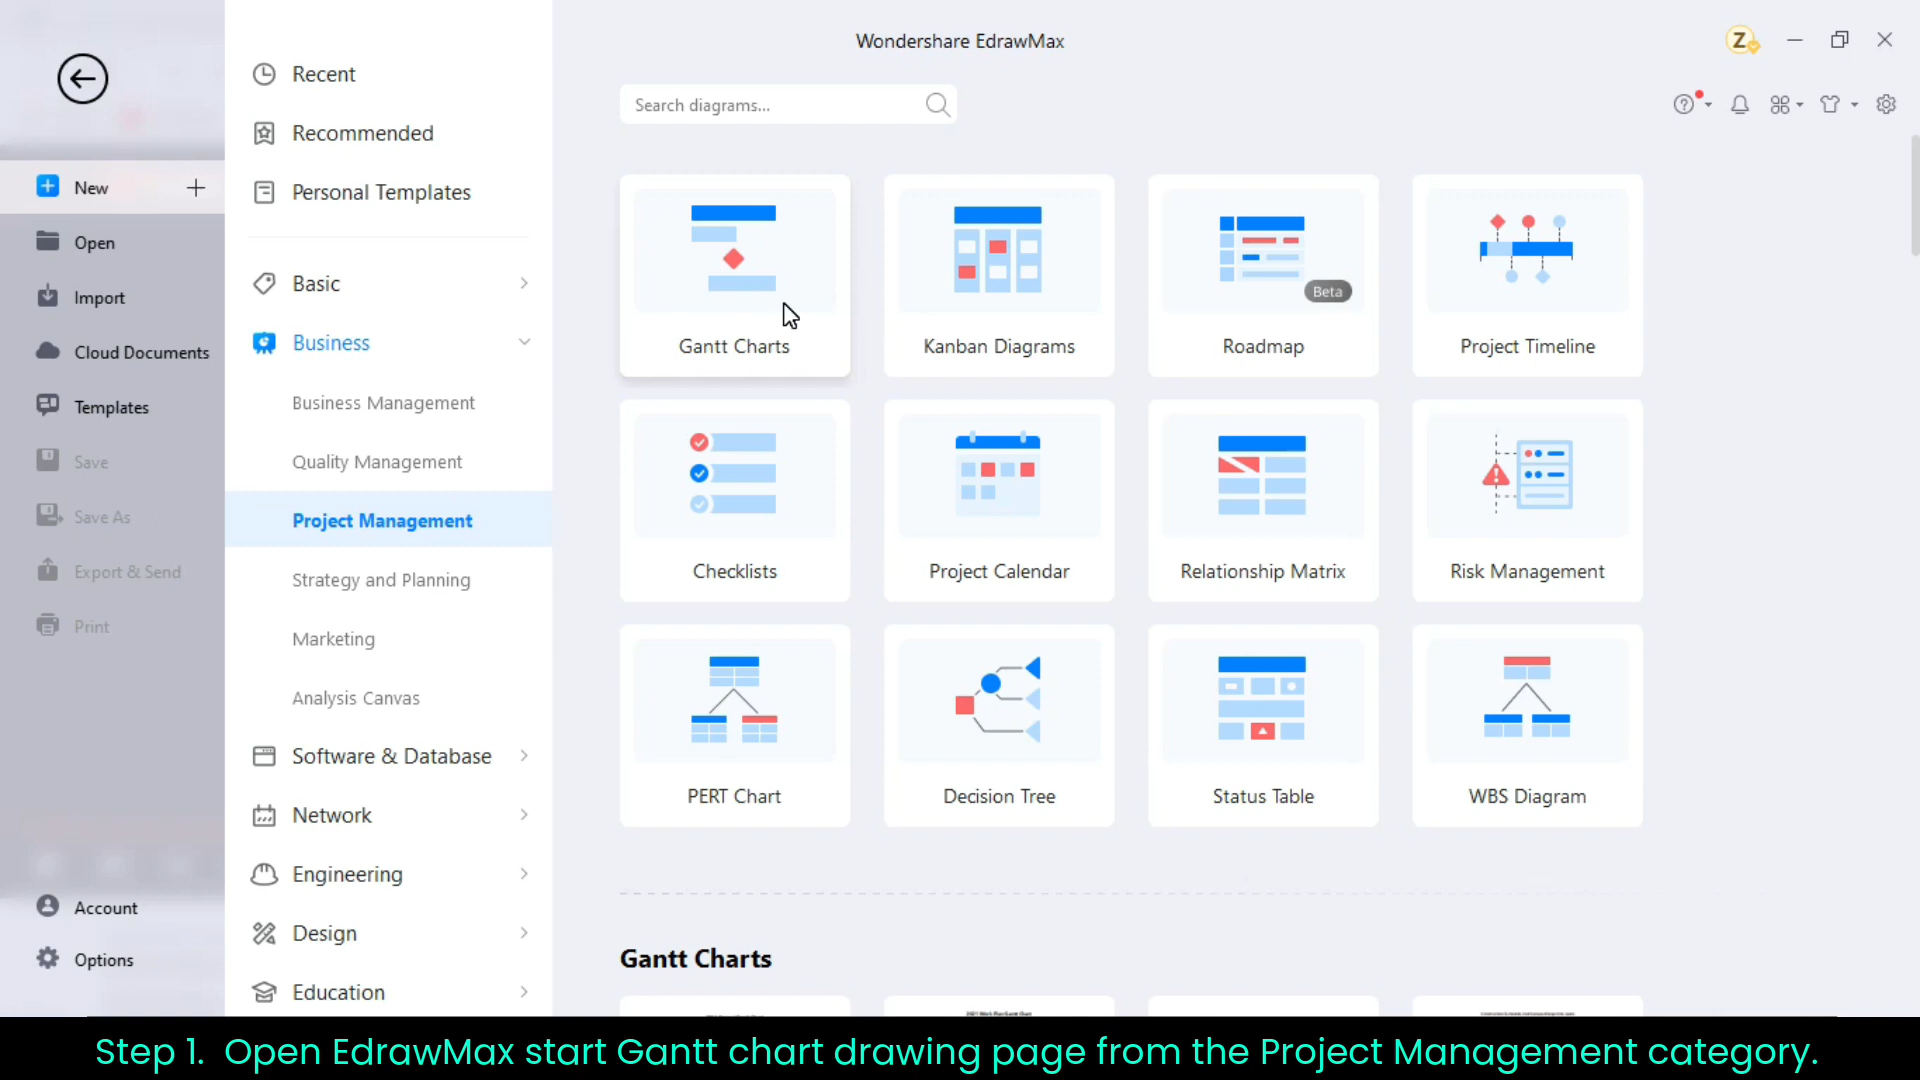 Wondershare EdrawMax
Z
Search diagrams...
New
Open
Import
Cloud Documents
Templates
Save
Save As
Export & Send
Print
Account
Options
Recent
Recommended
Personal Templates
Basic
Business
Business Management
Quality Management
Project Management
Strategy and Planning
Marketing
Analysis Canvas
Software & Database
Network
Engineering
Design
Education
Gantt Charts
Kanban Diagrams
Beta
Roadmap
Project Timeline
Checklists
Project Calendar
Relationship Matrix
Risk Management
PERT Chart
Decision Tree
Status Table
WBS Diagram
Gantt Charts
Step 1. Open EdrawMax start Gantt chart drawing page from the Project Management category.